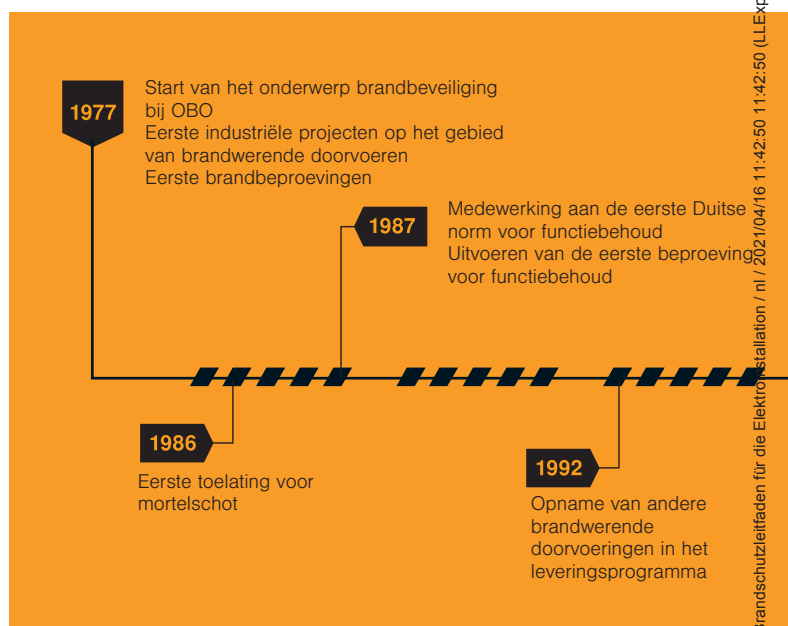 1977
Start van het onderwerp brandbeveiliging
bij OBO
Eerste industriële projecten op het gebied
van brandwerende doorvoeren
Eerste brandbeproevingen
1987
Medewerking aan de eerste Duitse
norm voor functiebehoud
Uitvoeren van de eerste beproeving
voor functiebehoud
1986
Eerste toelating voor
mortelschot
1992
Opname van andere
brandwerende
doorvoeringen in het
leveringsprogramma
Brandschutzleitfaden für die Elektroinstallation / nl / 2021/04/16 11:42:50 11:42:50 (LLExp